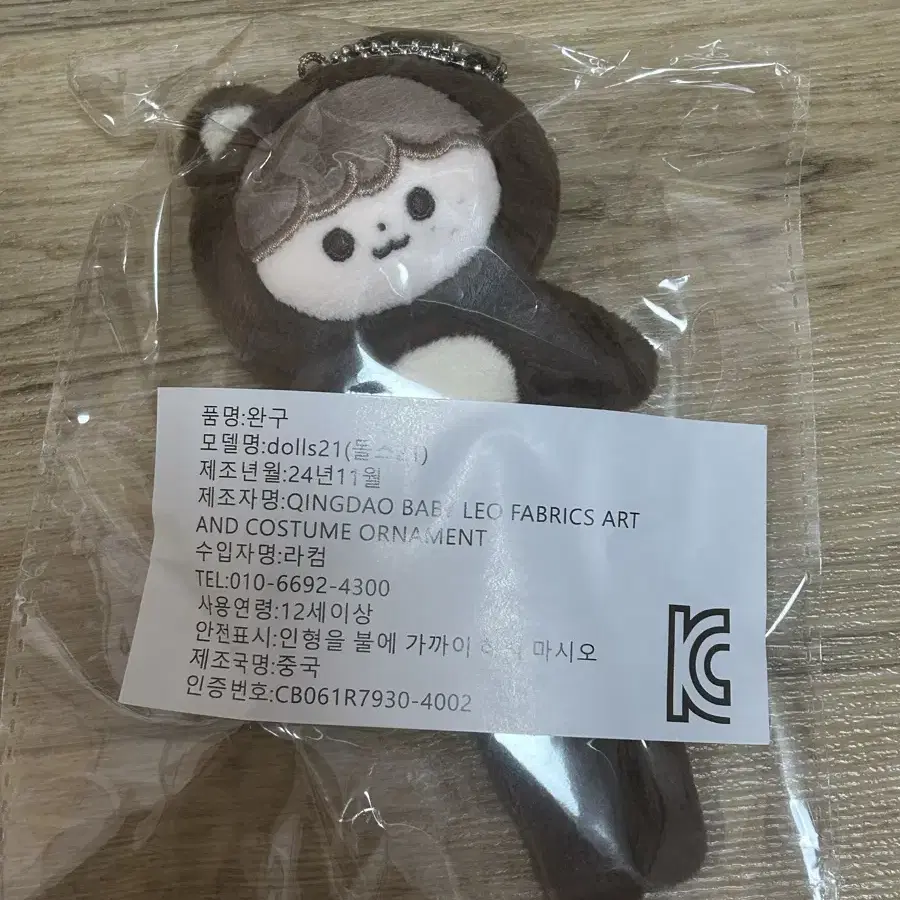 품명:완구
모델명:dolls21(돌스21)
제조년월:24년11월
제조자명:QINGDAO BABY LEO FABRICS ART
AND COSTUME ORNAMENT
수입자명:라컴
TEL:010-6692-4300
사용연령:12세이상
안전표시:인형을 불에 가까이 마시오
제조국명:중국
인증번호:CB061R7930-4002
KC